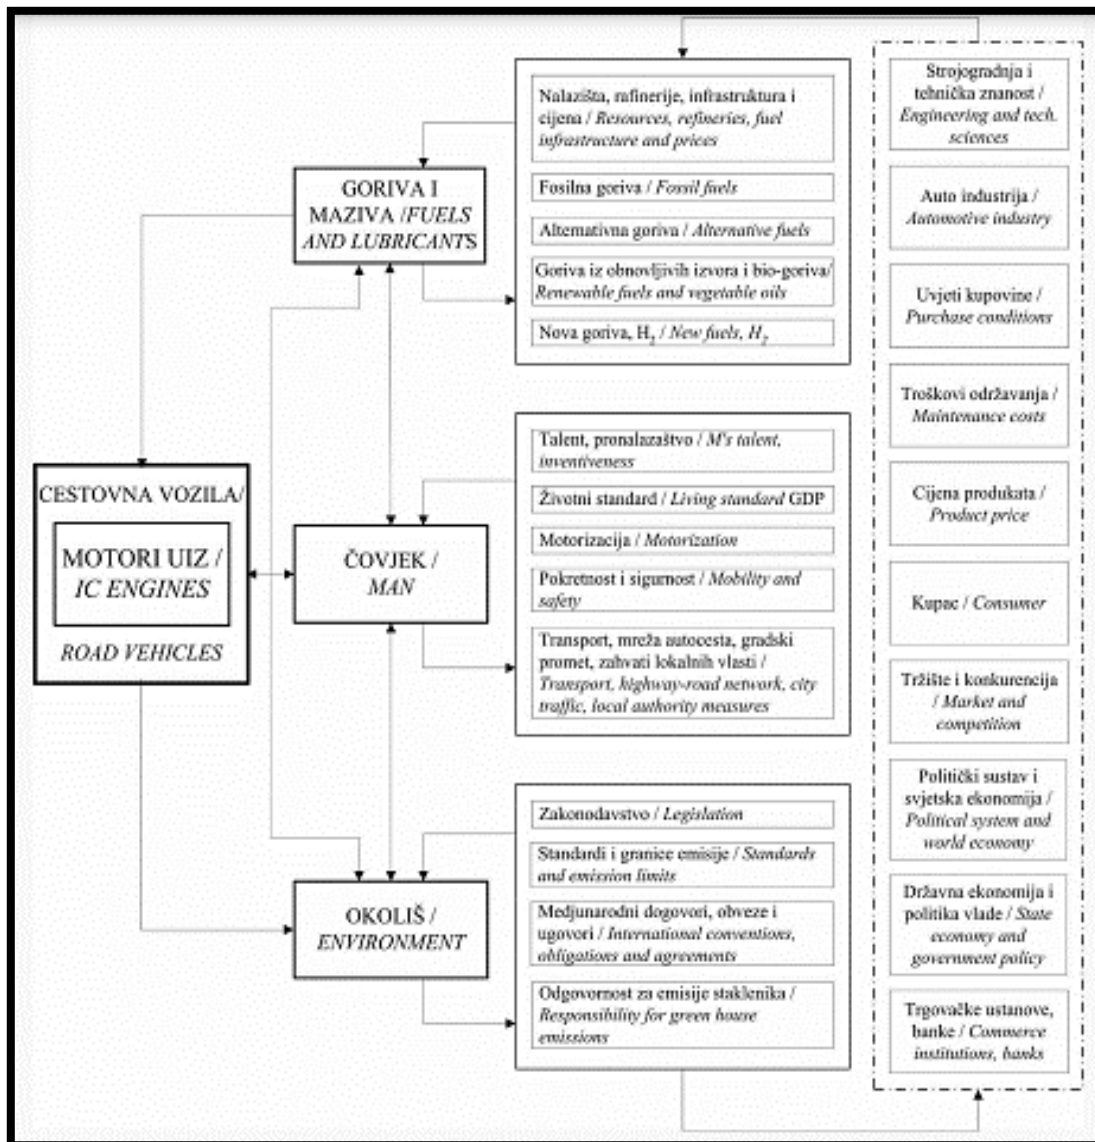 CESTOVNA VOZILA/
MOTORI UIZ /
IC ENGINES
ROAD VEHICLES
GORIVA I
MAZIVA /FUELS
AND LUBRICANTS
ČOVJEK /
MAN
OKOLIŠ /
ENVIRONMENT
Nalazišta, rafinerije, infrastruktura i
cijena / Resources, refineries, fuel
infrastructure and prices
Fosilna goriva / Fossil fuels
Alternativna goriva / Alternative fuels
Goriva iz obnovljivih izvora i bio-goriva/
Renewable fuels and vegetable oils
Nova goriva, H₂ / New fuels, H₂
Talent, pronalazaštvo / M's talent,
inventiveness
Životni standard / Living standard GDP
Motorizacija / Motorization
Pokretnost i sigurnost / Mobility and
safety
Transport, mreža autocesta, gradski
promet, zahvati lokalnih vlasti /
Transport, highway-road network, city
traffic, local authority measures
Zakonodavstvo / Legislation
Standardi i granice emisije / Standards
and emission limits
Medjunarodni dogovori, obveze i
ugovori / International conventions,
obligations and agreements
Odgovornost za emisije staklenika /
Responsibility for green house
emissions
Strojogradnja i
tehnička znanost /
Engineering and tech.
sciences
Auto industrija /
Automotive industry
Uvjeti kupovine /
Purchase conditions
Troškovi održavanja /
Maintenance costs
Cijena produkata /
Product price
Kupac / Consumer
Tržište i konkurencija
/ Market and
competition
Politički sustav i
svjetska ekonomija /
Political system and
world economy
Državna ekonomija i
politika vlade / State
economy and
government policy
Trgovačke ustanove,
banke / Commerce
institutions, banks